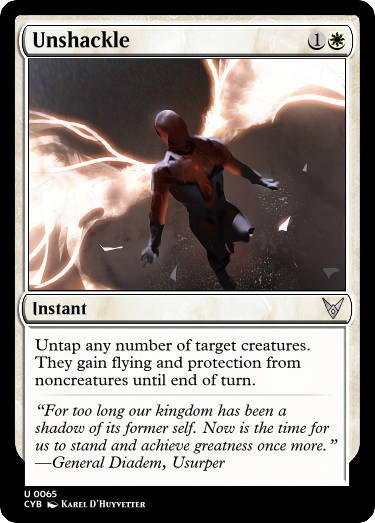 Unshackle 1
Instant
Untap any number of target creatures.
They gain flying and protection from
noncreatures until end of turn.
“For too long our kingdom has been a
shadow of its former self. Now is the time for
us to stand and achieve greatness once more.”
—General Diadem, Usurper
U 0065
CYB Karel D’Huyvetter